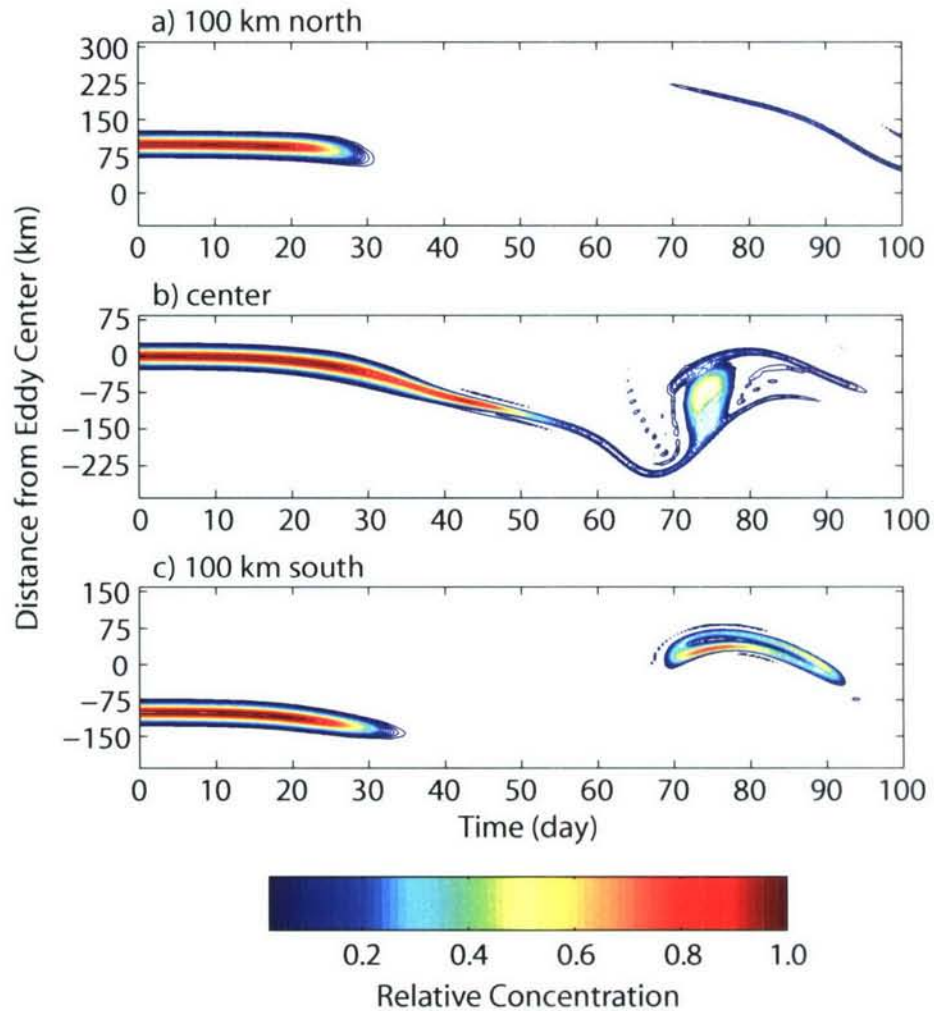 a) 100 km north
300
225
150
75
0
0 10 20 30 40 50 60 70 80 90 100
b) center
75
0
−75
−150
−225
0 10 20 30 40 50 60 70 80 90 100
c) 100 km south
150
75
0
−75
−150
0 10 20 30 40 50 60 70 80 90 100
Distance from Eddy Center (km)
Time (day)
0.2 0.4 0.6 0.8 1.0
Relative Concentration